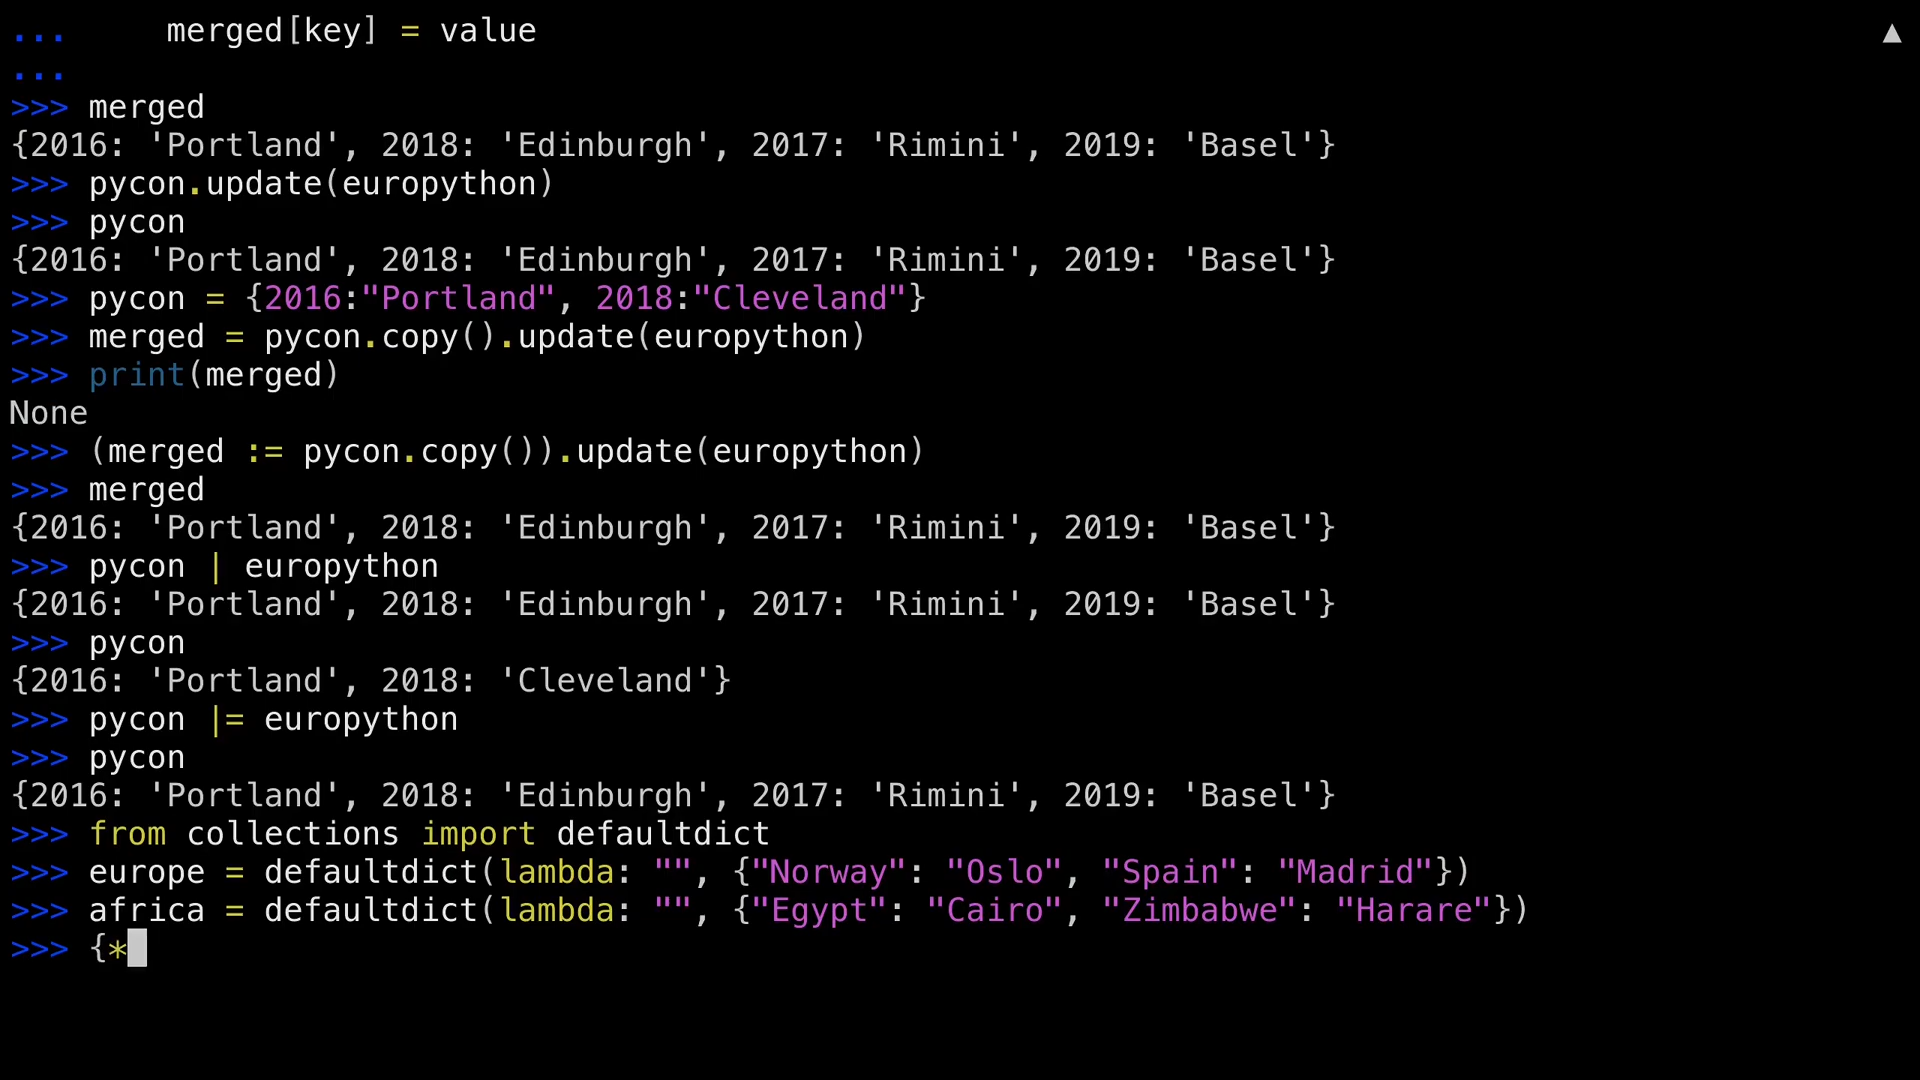 ...     merged[key] = value
...
>>> merged
{2016: 'Portland', 2018: 'Edinburgh', 2017: 'Rimini', 2019: 'Basel'}
>>> pycon.update(europython)
>>> pycon
{2016: 'Portland', 2018: 'Edinburgh', 2017: 'Rimini', 2019: 'Basel'}
>>> pycon = {2016:"Portland", 2018:"Cleveland"}
>>> merged = pycon.copy().update(europython)
>>> print(merged)
None
>>> (merged := pycon.copy()).update(europython)
>>> merged
{2016: 'Portland', 2018: 'Edinburgh', 2017: 'Rimini', 2019: 'Basel'}
>>> pycon | europython
{2016: 'Portland', 2018: 'Edinburgh', 2017: 'Rimini', 2019: 'Basel'}
>>> pycon
{2016: 'Portland', 2018: 'Cleveland'}
>>> pycon |= europython
>>> pycon
{2016: 'Portland', 2018: 'Edinburgh', 2017: 'Rimini', 2019: 'Basel'}
>>> from collections import defaultdict
>>> europe = defaultdict(lambda: "", {"Norway": "Oslo", "Spain": "Madrid"})
>>> africa = defaultdict(lambda: "", {"Egypt": "Cairo", "Zimbabwe": "Harare"})
>>> {*